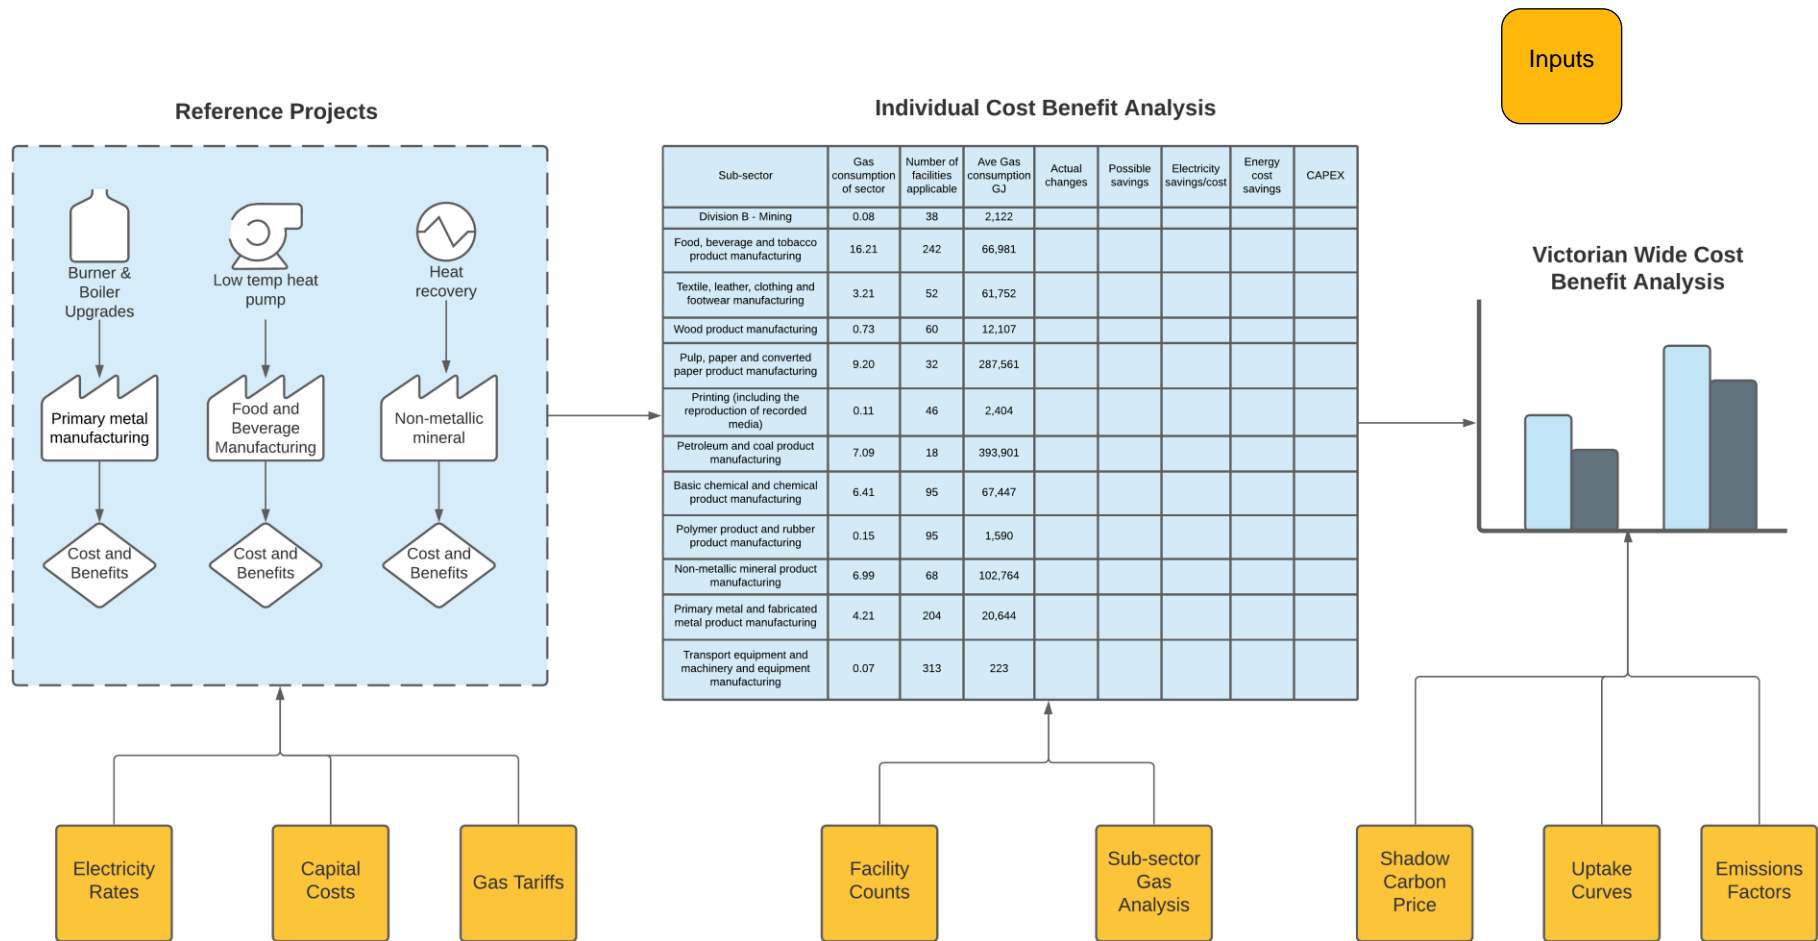 Inputs
Reference Projects
Burner &
Boiler
Upgrades
Low temp heat
pump
Heat
recovery
Primary metal
manufacturing
Food and
Beverage
Manufacturing
Non-metallic
mineral
Cost and
Benefits
Cost and
Benefits
Cost and
Benefits
Individual Cost Benefit Analysis
Sub-sector
Gas
consumption
of sector
Number of
facilities
applicable
Ave Gas
consumption
GJ
Actual
changes
Possible
savings
Electricity
savings/cost
Energy
cost
savings
CAPEX
Division B - Mining
0.08
38
2,122
Food, beverage and tobacco
product manufacturing
16.21
242
66,981
Textile, leather, clothing and
footwear manufacturing
3.21
52
61,752
Wood product manufacturing
0.73
60
12,107
Pulp, paper and converted
paper product manufacturing
9.20
32
287,561
Printing (including the
reproduction of recorded
media)
0.11
46
2,404
Petroleum and coal product
manufacturing
7.09
18
393,901
Basic chemical and chemical
product manufacturing
6.41
95
67,447
Polymer product and rubber
product manufacturing
0.15
95
1,590
Non-metallic mineral product
manufacturing
6.99
68
102,764
Primary metal and fabricated
metal product manufacturing
4.21
204
20,644
Transport equipment and
machinery and equipment
manufacturing
0.07
313
223
Victorian Wide Cost
Benefit Analysis
Electricity
Rates
Capital
Costs
Gas Tariffs
Facility
Counts
Sub-sector
Gas
Analysis
Shadow
Carbon
Price
Uptake
Curves
Emissions
Factors